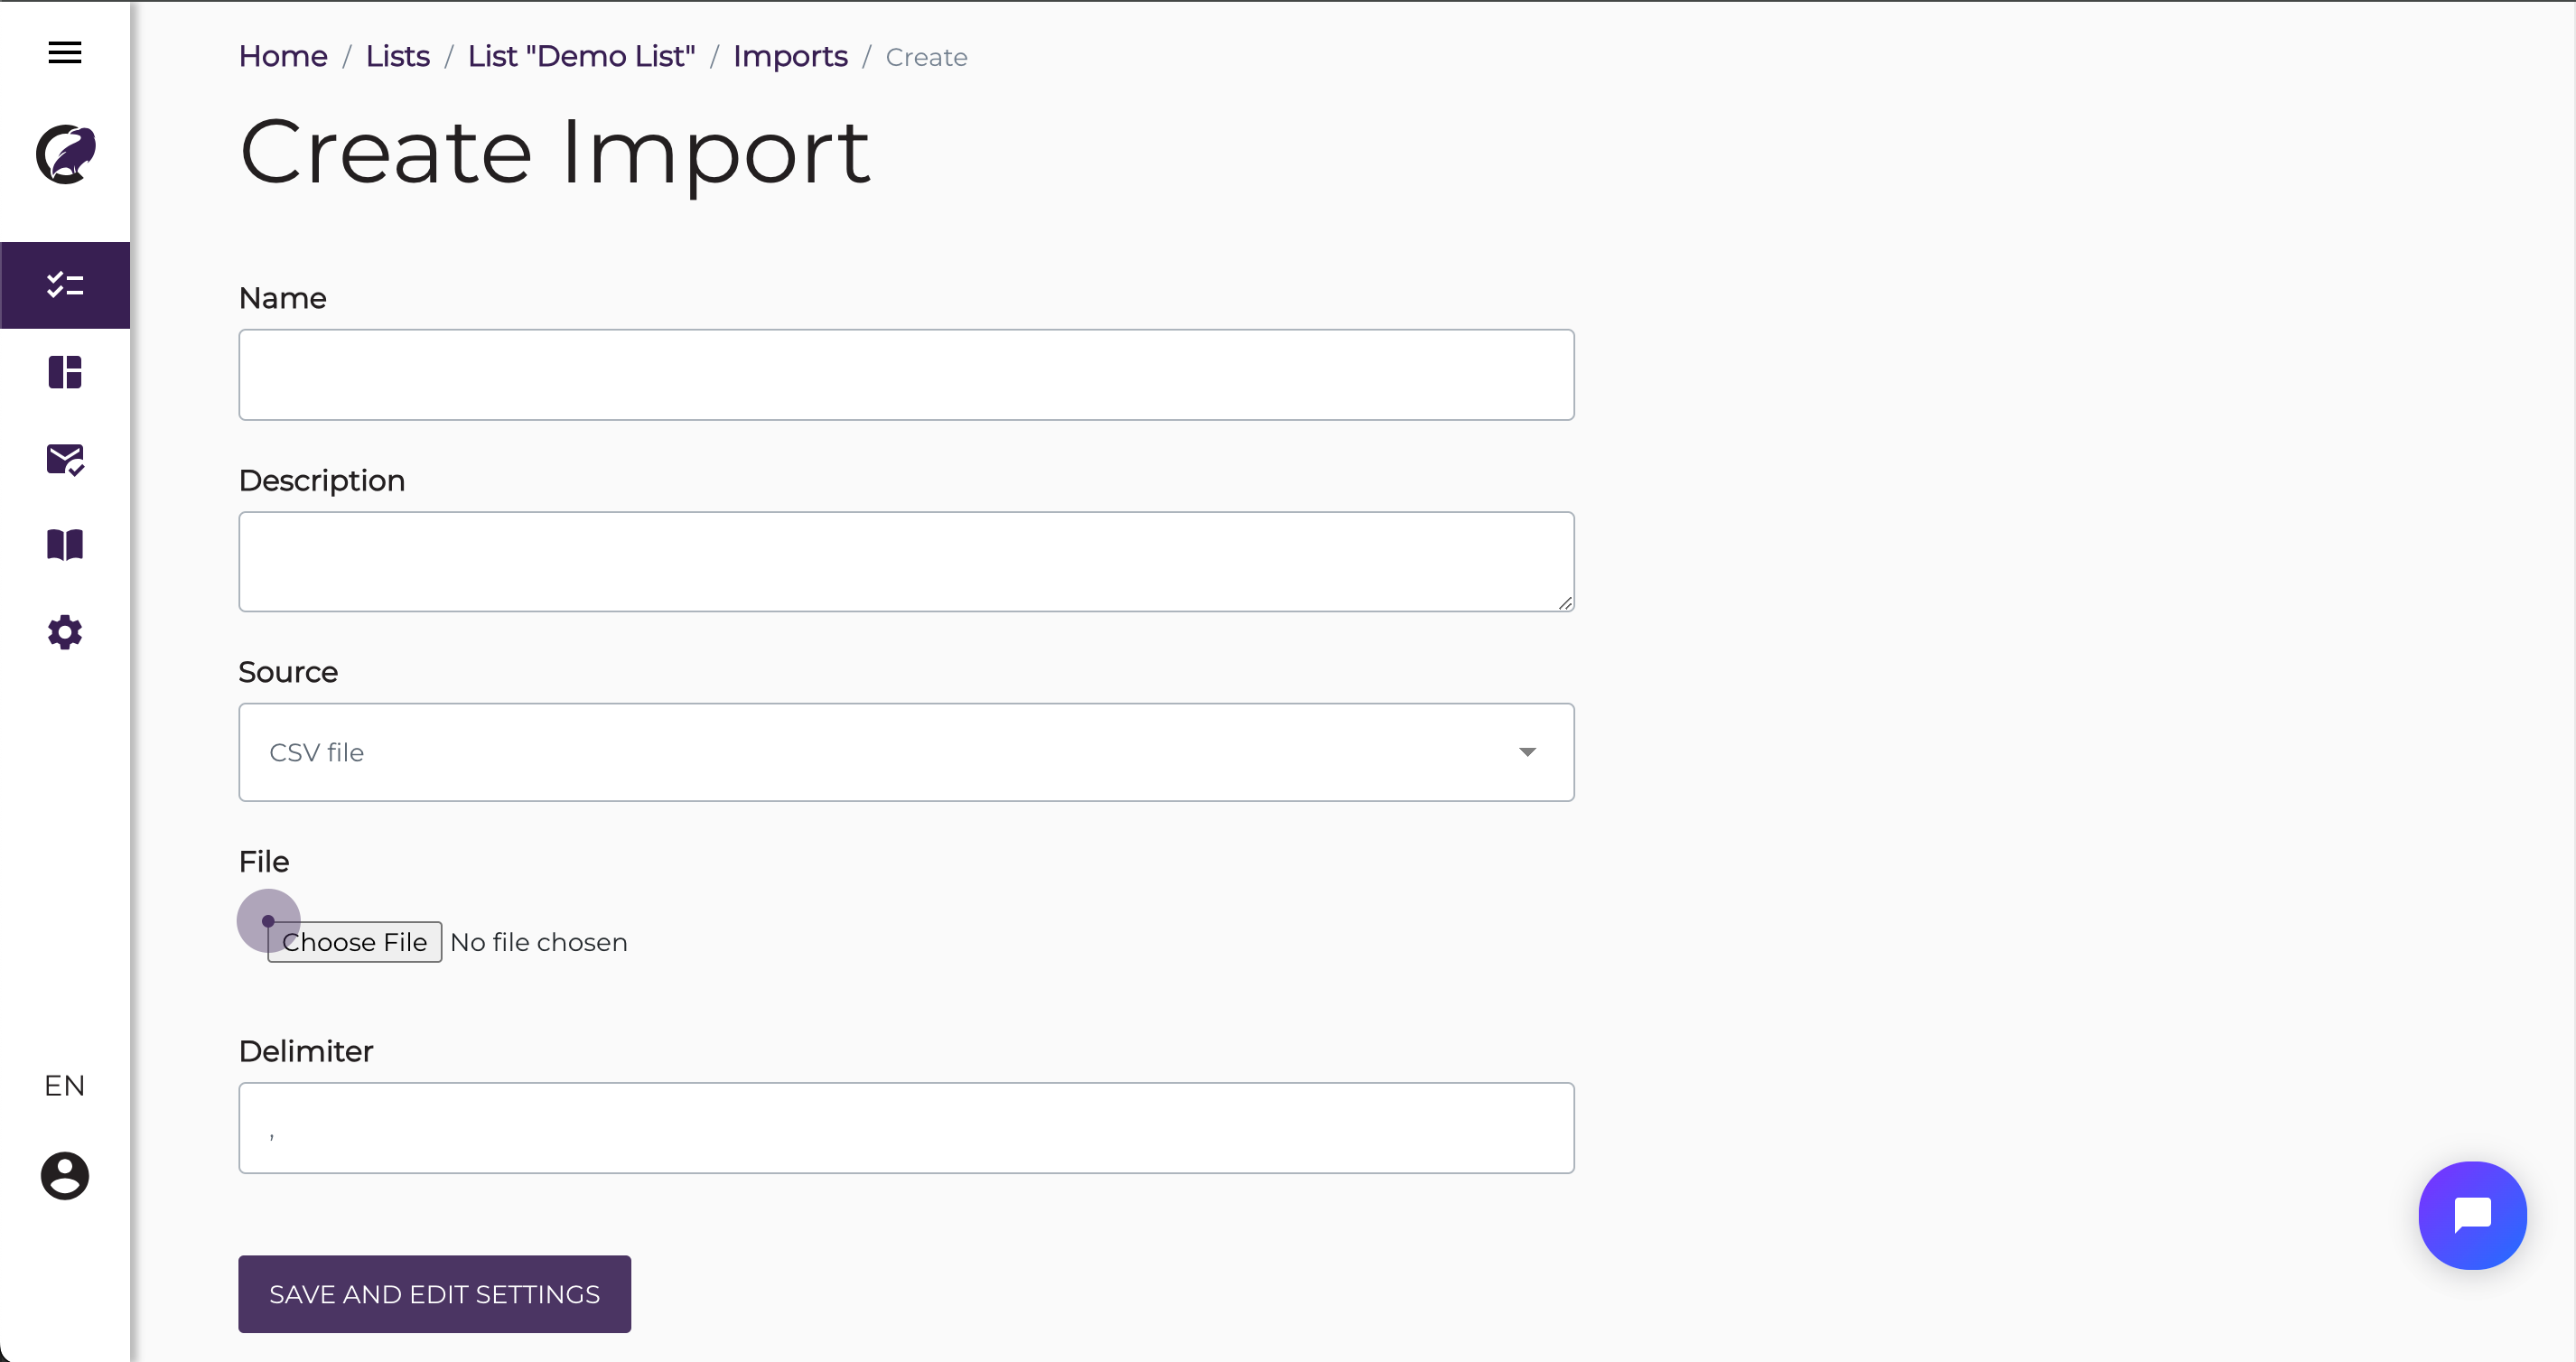 Home / Lists / List "Demo List" / Imports / Create
Create Import
Name
Description
Source
CSV file
File
Choose File No file chosen
Delimiter
,
SAVE AND EDIT SETTINGS
EN